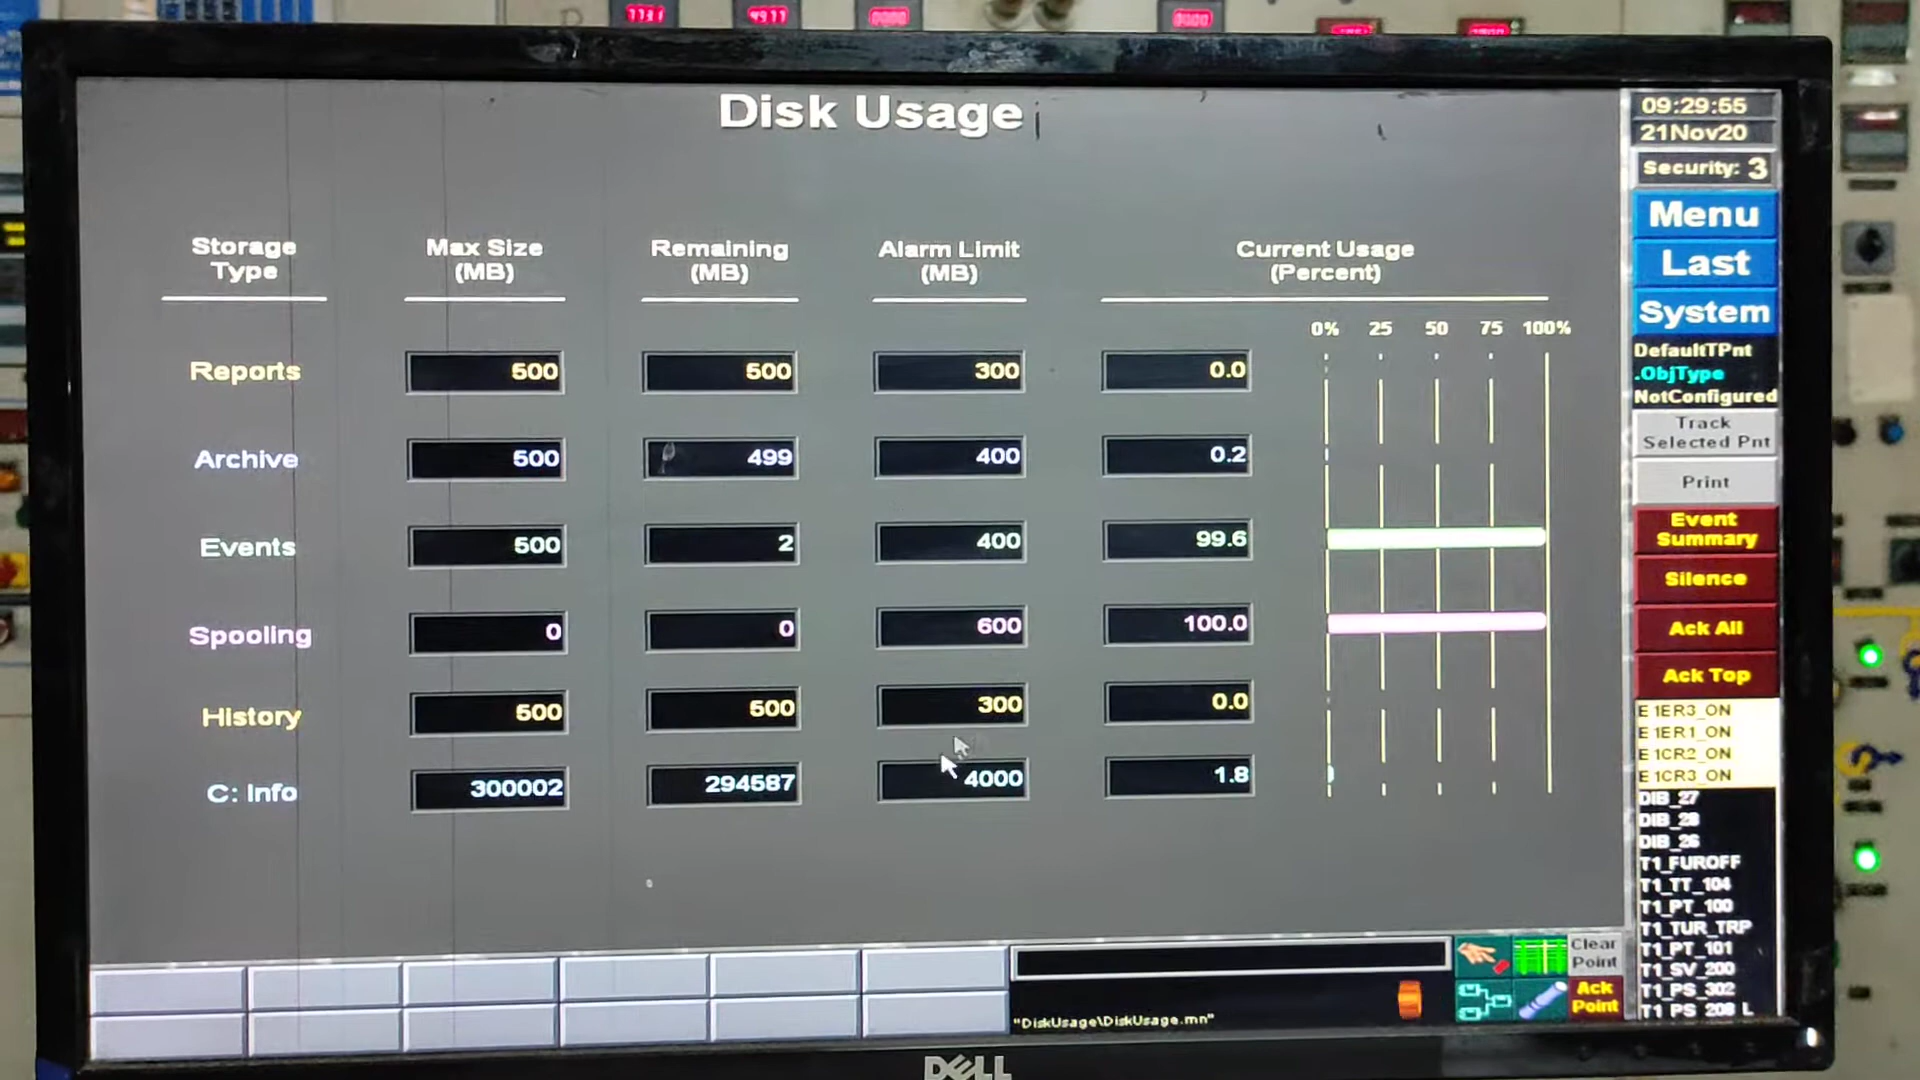 Disk Usage
09:29:55
21Nov20
Security: 3
Menu
Last
System
DefaultTPnt
.ObjType
NotConfigured
Track
Selected Pnt
Print
Event
Summary
Silence
Ack All
Ack Top
E1ER3_ON
E1ER1_ON
E1CR2_ON
E1CR3_ON
DIB_27
DIB_28
DIB_26
T1_FUROFF
T1_TT_104
T1_PT_100
T1_TUR_TRP
T1_PT_101
T1_SV_200
T1_PS_302
T1_PS_208_L
Storage Type Max Size (MB) Remaining (MB) Alarm Limit (MB) Current Usage (Percent)
0% 25 50 75 100%
Reports 500 500 300 0.0
Archive 500 499 400 0.2
Events 500 2 400 99.6
Spooling 0 0 600 100.0
History 500 500 300 0.0
C: Info 300002 294587 4000 1.8
Clear
Point
Ack
Point
"DiskUsage\DiskUsage.mn"
DELL